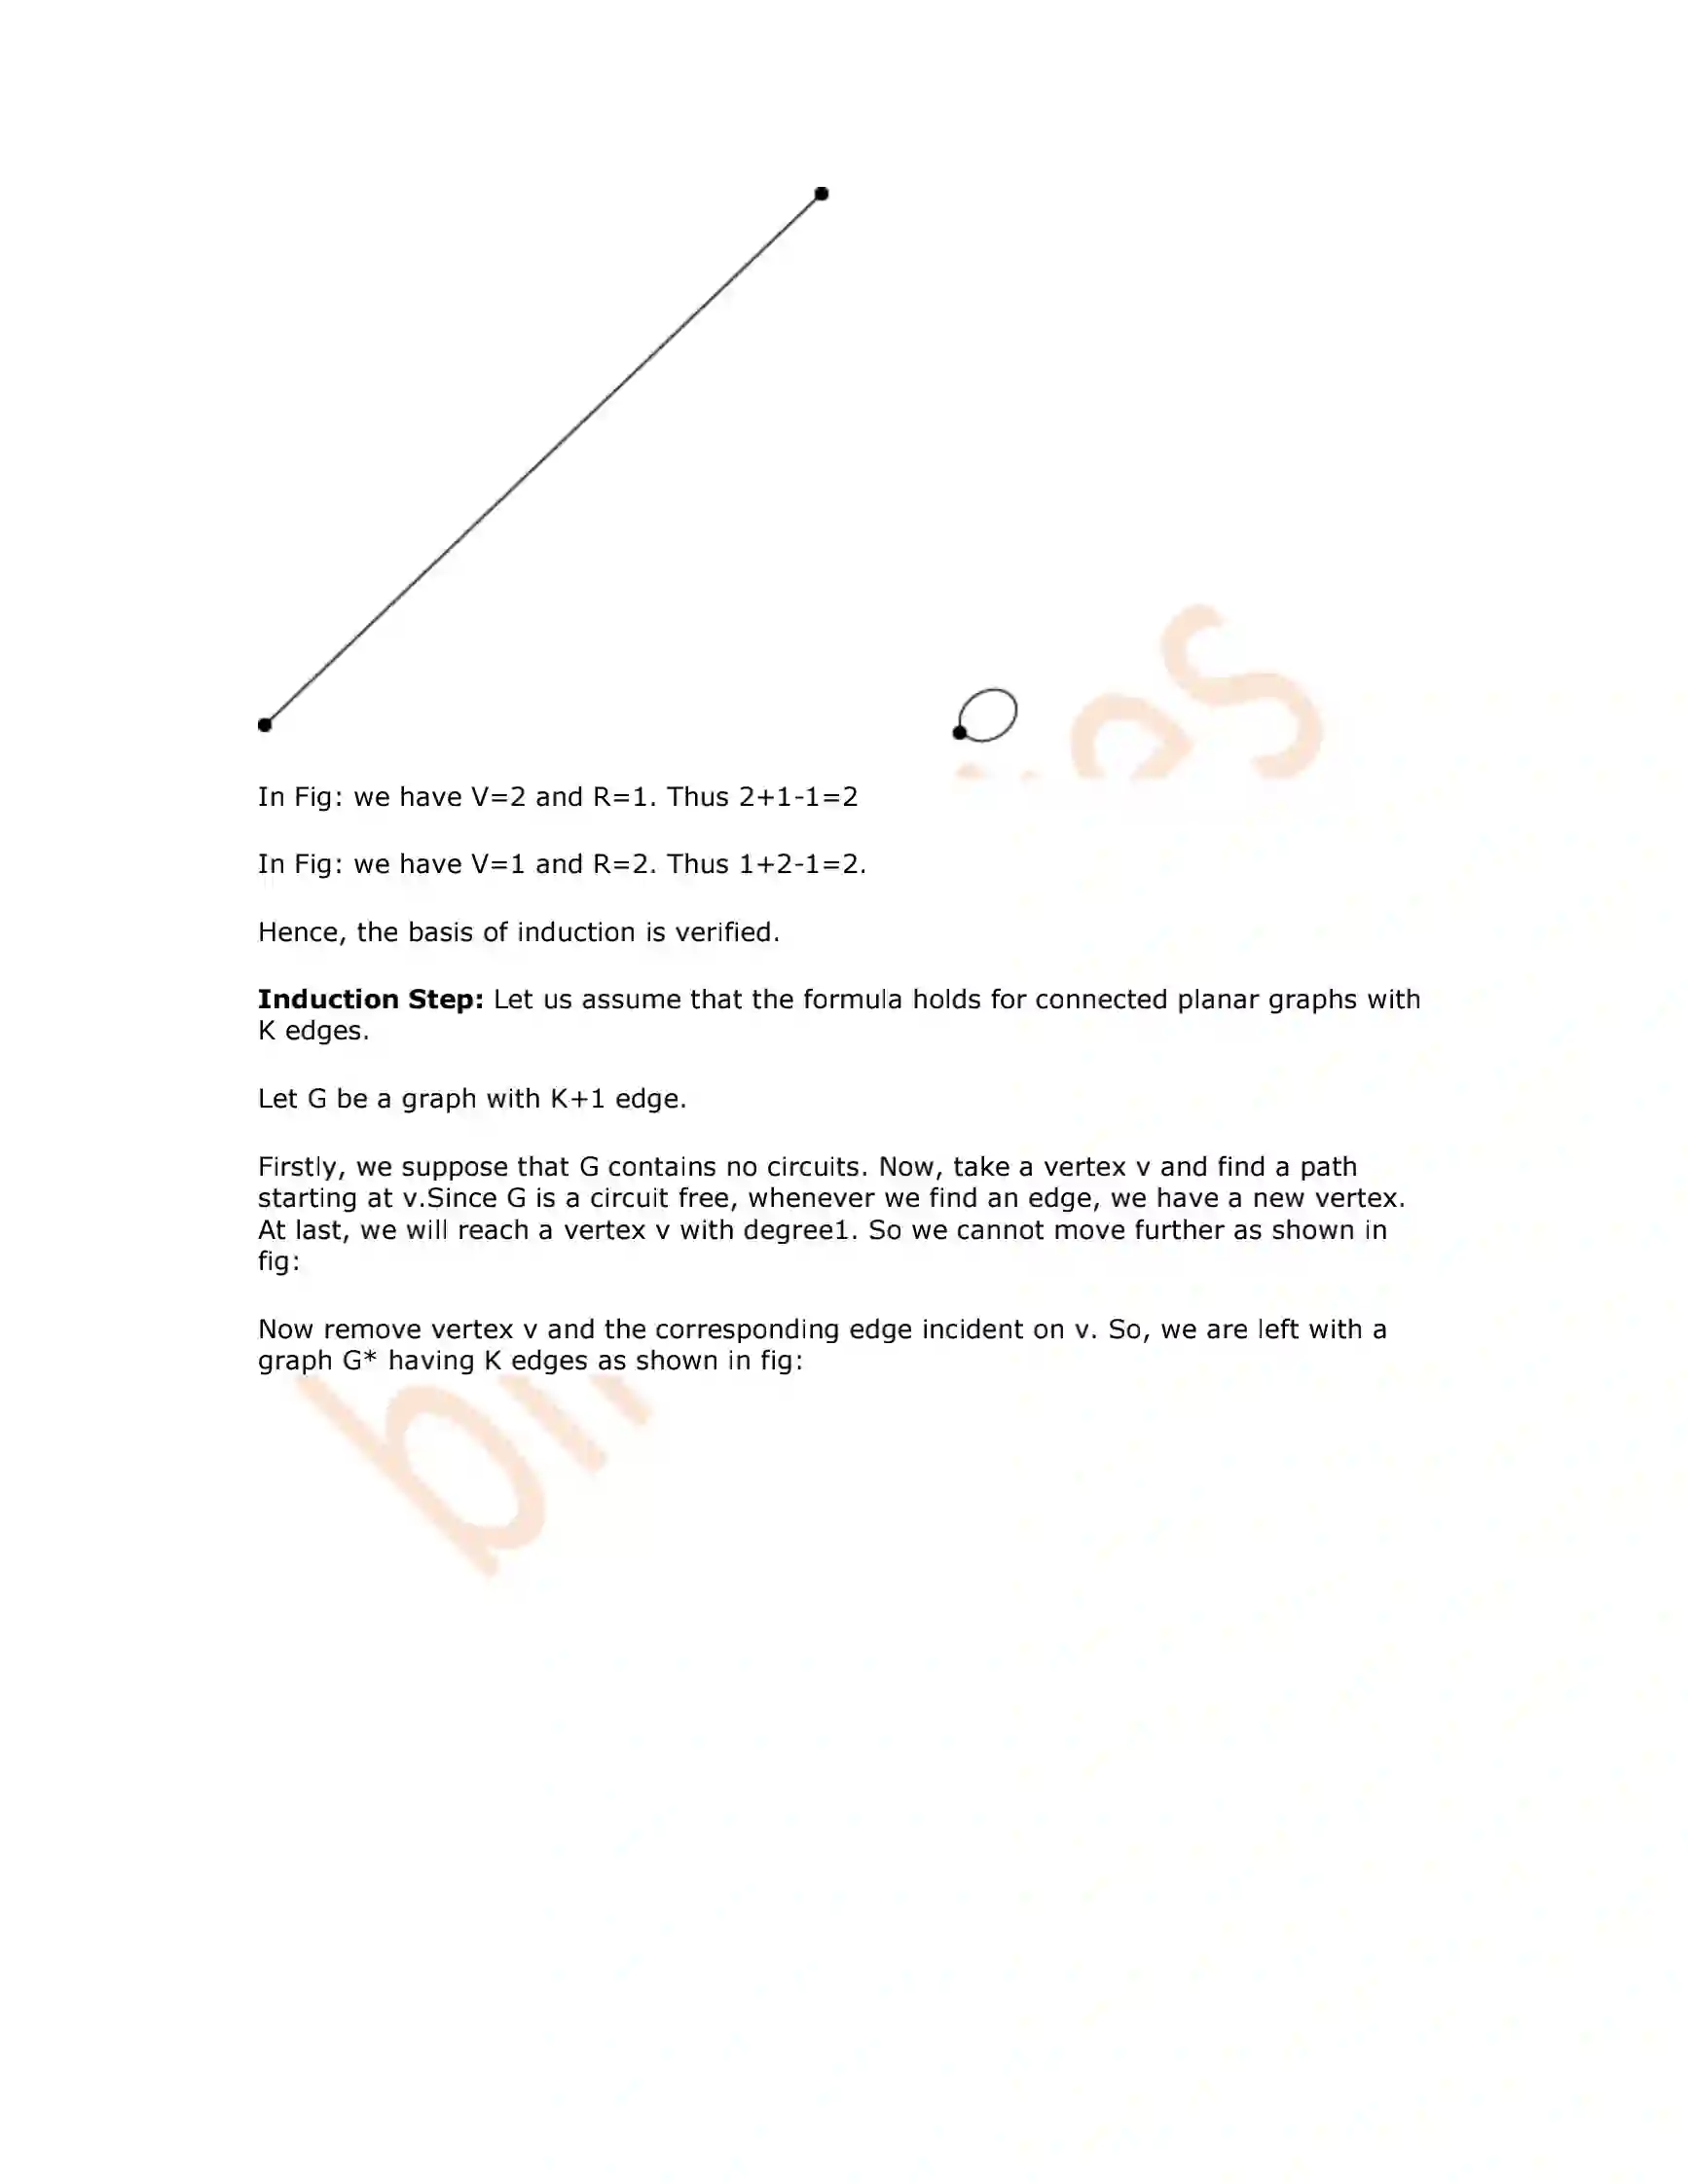 In Fig: we have V=2 and R=1. Thus 2+1-1=2
In Fig: we have V=1 and R=2. Thus 1+2-1=2.
Hence, the basis of induction is verified.
Induction Step: Let us assume that the formula holds for connected planar graphs with
K edges.
Let G be a graph with K+1 edge.
Firstly, we suppose that G contains no circuits. Now, take a vertex v and find a path
starting at v.Since G is a circuit free, whenever we find an edge, we have a new vertex.
At last, we will reach a vertex v with degree1. So we cannot move further as shown in
fig:
Now remove vertex v and the corresponding edge incident on v. So, we are left with a
graph G* having K edges as shown in fig: